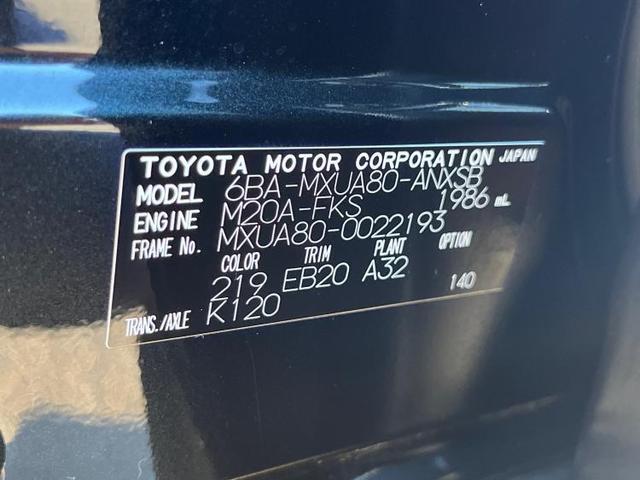 TOYOTA MOTOR CORPORATION JAPAN
MODEL 6BA-MXUA80-ANXSB
ENGINE M20A-FKS 1986 mL
FRAME No. MXUA80-0022193
COLOR TRIM PLANT OPTION
219 EB20 A32 140
TRANS./AXLE K120